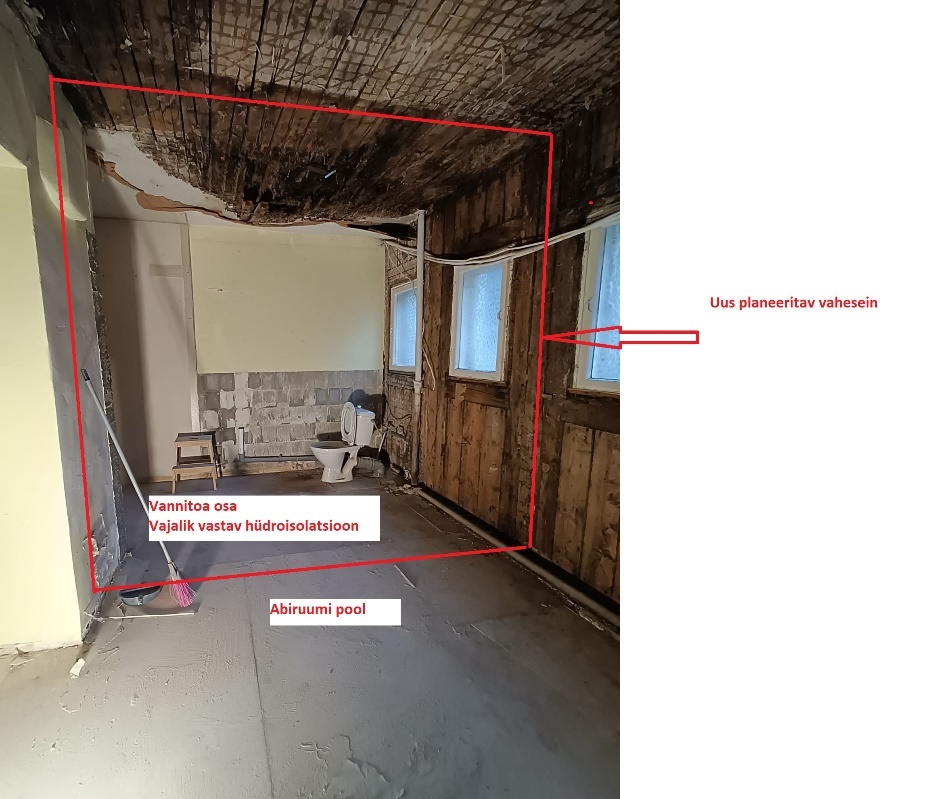 Uus planeeritav vahesein
Vannitoa osa
Vajalik vastav hüdroisolatsioon
Abiruumi pool